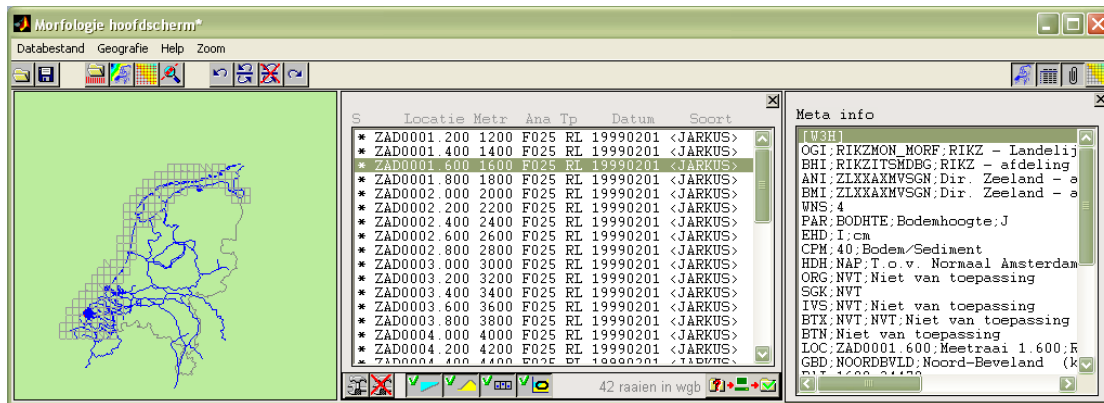 Morfologie hoofdscherm*
Databestand Geografie Help Zoom
S Locatie Metr Ana Tp Datum Soort
* ZAD0001.200 1200 F025 RL 19990201 <JARKUS>
* ZAD0001.400 1400 F025 RL 19990201 <JARKUS>
* ZAD0001.600 1600 F025 RL 19990201 <JARKUS>
* ZAD0001.800 1800 F025 RL 19990201 <JARKUS>
* ZAD0002.000 2000 F025 RL 19990201 <JARKUS>
* ZAD0002.200 2200 F025 RL 19990201 <JARKUS>
* ZAD0002.400 2400 F025 RL 19990201 <JARKUS>
* ZAD0002.600 2600 F025 RL 19990201 <JARKUS>
* ZAD0002.800 2800 F025 RL 19990201 <JARKUS>
* ZAD0003.000 3000 F025 RL 19990201 <JARKUS>
* ZAD0003.200 3200 F025 RL 19990201 <JARKUS>
* ZAD0003.400 3400 F025 RL 19990201 <JARKUS>
* ZAD0003.600 3600 F025 RL 19990201 <JARKUS>
* ZAD0003.800 3800 F025 RL 19990201 <JARKUS>
* ZAD0004.000 4000 F025 RL 19990201 <JARKUS>
* ZAD0004.200 4200 F025 RL 19990201 <JARKUS>
* ZAD0004.400 4400 F025 RL 19990201 <JARKUS>
42 raaien in wgb
Meta info
[W3H]
OGI;RIKZMON_MORF;RIKZ - Landelij
BHI;RIKZITSMDBG;RIKZ - afdeling
ANI;ZLXXAXMVSGN;Dir. Zeeland - a
BMI;ZLXXAXMVSGN;Dir. Zeeland - a
WNS;4
PAR;BODHTE;Bodemhoogte;J
EHD;I;cm
CPM;40;Bodem/Sediment
HDH;NAP;T.o.v. Normaal Amsterdam
ORG;NVT;Niet van toepassing
SGK;NVT
IVS;NVT;Niet van toepassing
BTX;NVT;NVT;Niet van toepassing
BTN;Niet van toepassing
LOC;ZAD0001.600;Meetraai 1.600;R
GBD;NOORDBVLD;Noord-Beveland (k